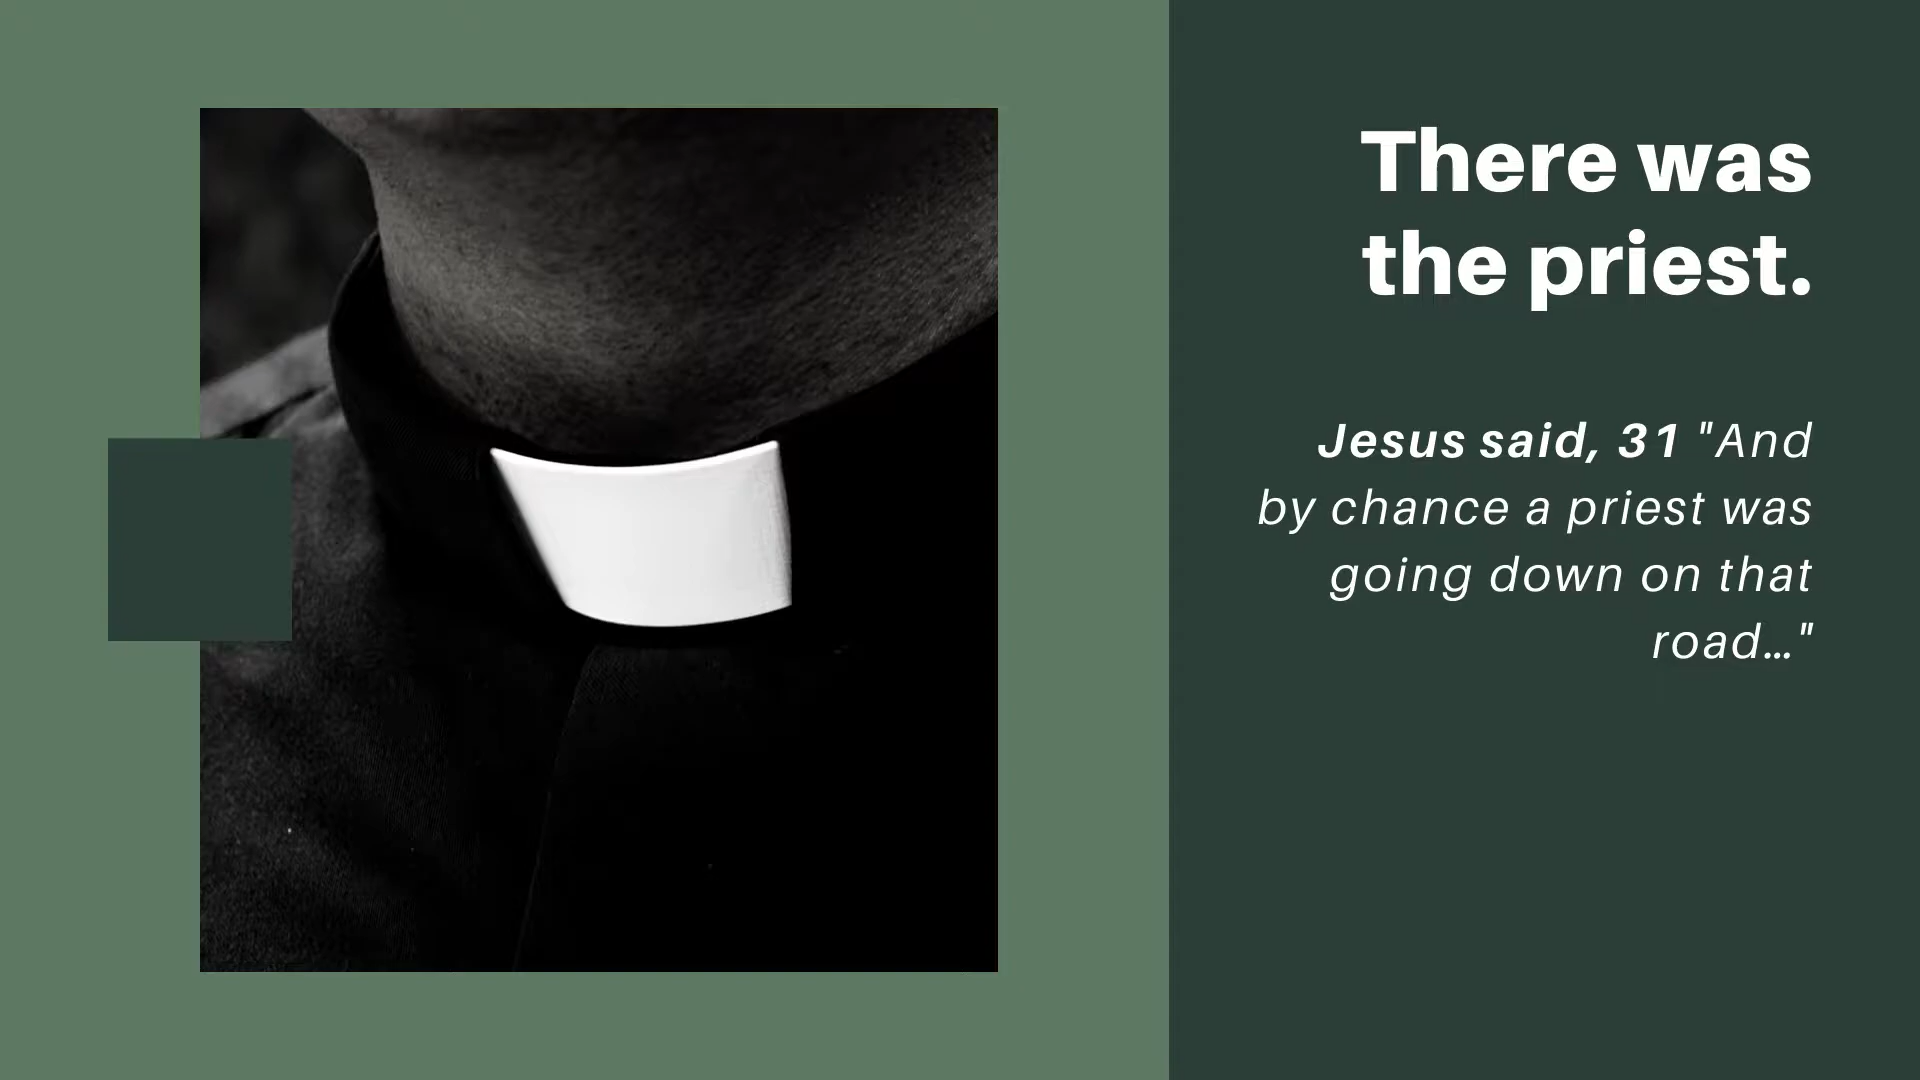 There was
the priest.
Jesus said, 31 "And
by chance a priest was
going down on that
road…"